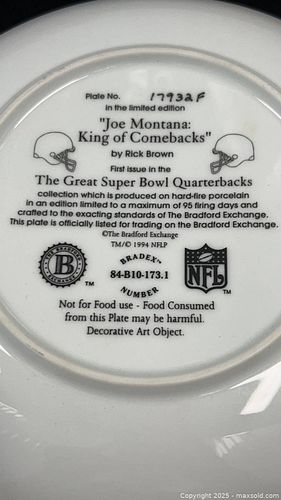 Plate No. 17932F
in the limited edition
"Joe Montana:
King of Comebacks"
by Rick Brown
First issue in the
The Great Super Bowl Quarterbacks
collection which is produced on hard-fire porcelain
in an edition limited to a maximum of 95 firing days and
crafted to the exacting standards of The Bradford Exchange.
This plate is officially listed for trading on the Bradford Exchange.
©The Bradford Exchange
TM/© 1994 NFLP
B
TM
BRADEX™
84-B10-173.1
NUMBER
NFL
TM
Not for Food use - Food Consumed
from this Plate may be harmful.
Decorative Art Object.
Copyright 2025 - maxsold.com